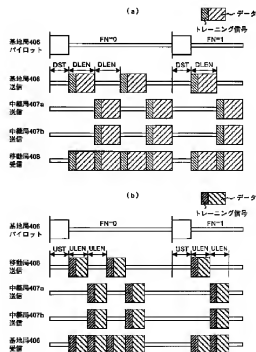 (a)
データ
トレーニング信号
基地局406
パイロット
FN=0
FN=1
DST DLEN DLEN DST DLEN
基地局406
送信
中継局407a
送信
中継局407b
送信
移動局408
受信
(b)
データ
トレーニング信号
基地局406
パイロット
FN=0
FN=1
UST ULEN ULEN UST ULEN
移動局408
送信
中継局407a
送信
中継局407b
送信
基地局406
受信